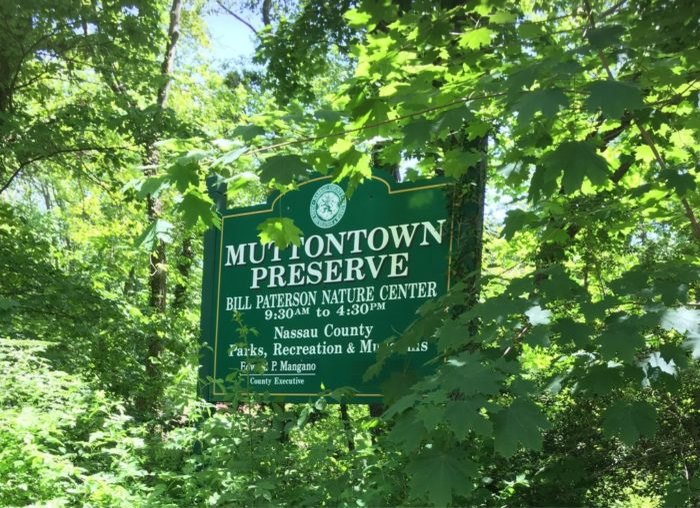 MUTTONTOWN
PRESERVE
BILL PATERSON NATURE CENTER
9:30AM to 4:30PM
Nassau County
Parks, Recreation &
P. Mangano
County Executive